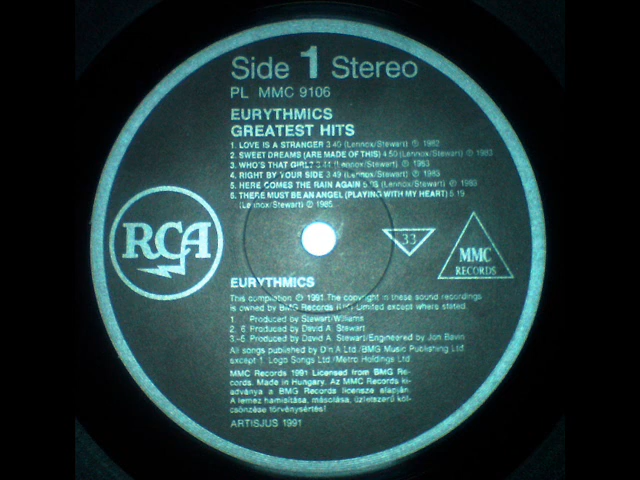 Side 1 Stereo
PL MMC 9106
EURYTHMICS
GREATEST HITS
1. LOVE IS A STRANGER 3.40 (Lennox/Stewart) ℗ 1982
2. SWEET DREAMS (ARE MADE OF THIS) 4.50 (Lennox/Stewart) ℗ 1983
3. WHO'S THAT GIRL? 3.44 (Lennox/Stewart) ℗ 1983
4. RIGHT BY YOUR SIDE 3.49 (Lennox/Stewart) ℗ 1983
5. HERE COMES THE RAIN AGAIN (Lennox/Stewart) ℗ 1983
6. THERE MUST BE AN ANGEL (PLAYING WITH MY HEART) 5.19
(Lennox/Stewart) ℗ 1985
RCA
33
MMC
RECORDS
EURYTHMICS
This compilation ℗ 1991 The copyright in these sound recordings
is owned by BMG Records (UK) Limited except where stated.
1. Produced by Stewart/Williams
2, 6 Produced by David A. Stewart
3.-5. Produced by David A. Stewart/Engineered by Jon Bavin
All songs published by D'n A Ltd./BMG Music Publishing Ltd
except 1. Logo Songs Ltd./Metro Holdings Ltd
MMC Records 1991 Licensed from BMG Re-
cords. Made in Hungary. Az MMC Records ki-
adványa a BMG Records licensze alapján.
A lemez hamisítása, másolása, üzletszerű köl-
csönzése törvénysértés!
ARTISJUS 1991